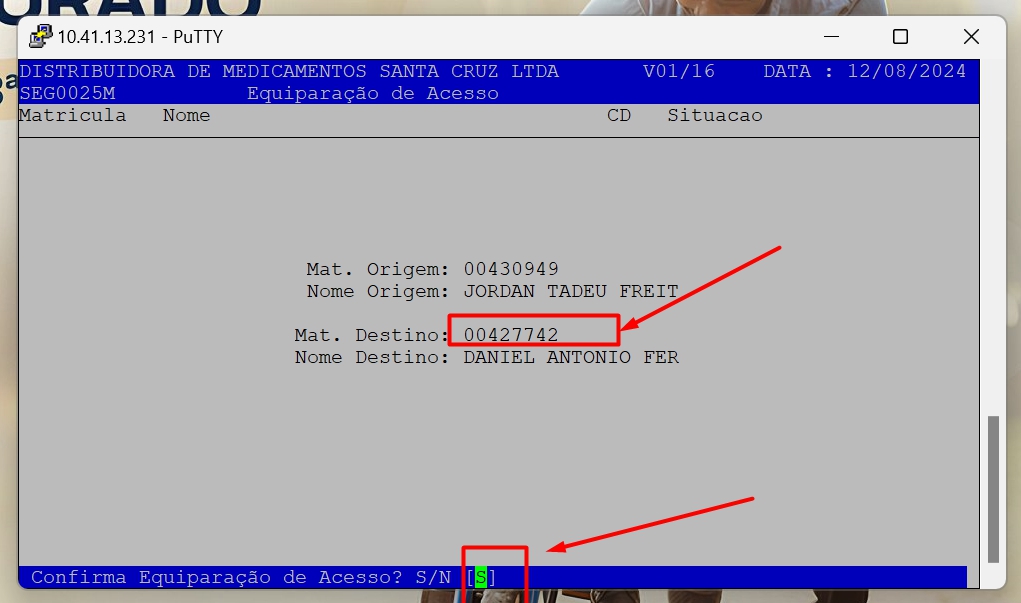 URADO
10.41.13.231 - PuTTY
DISTRIBUIDORA DE MEDICAMENTOS SANTA CRUZ LTDA V01/16 DATA : 12/08/2024
SEG0025M Equiparação de Acesso
Matricula Nome CD Situacao
Mat. Origem: 00430949
Nome Origem: JORDAN TADEU FREIT
Mat. Destino: 00427742
Nome Destino: DANIEL ANTONIO FER
Confirma Equiparação de Acesso? S/N [S]